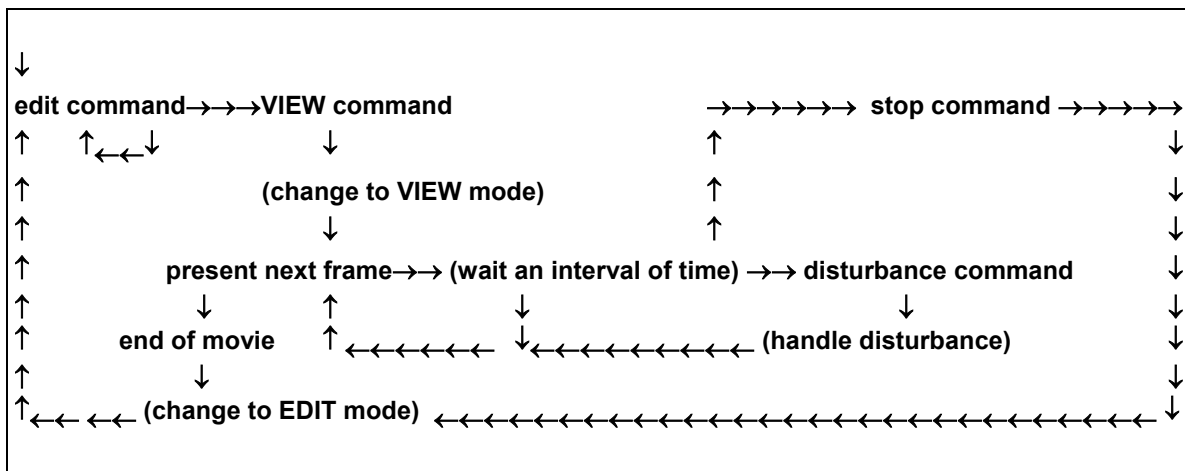 ↓
edit command→→→VIEW command →→→→→→ stop command →→→→→
↑ ↑←←↓ ↓ ↑ ↓
↑ (change to VIEW mode) ↑ ↓
↑ ↓ ↑ ↓
↑ present next frame→→ (wait an interval of time) →→ disturbance command ↓
↑ ↓ ↑ ↓ ↓ ↓
↑ end of movie ↑←←←←←← ↓←←←←←←←←← (handle disturbance) ↓
↑ ↓ ↓
↑←← ←← (change to EDIT mode) ←←←←←←←←←←←←←←←←←←←←←←←← ↓